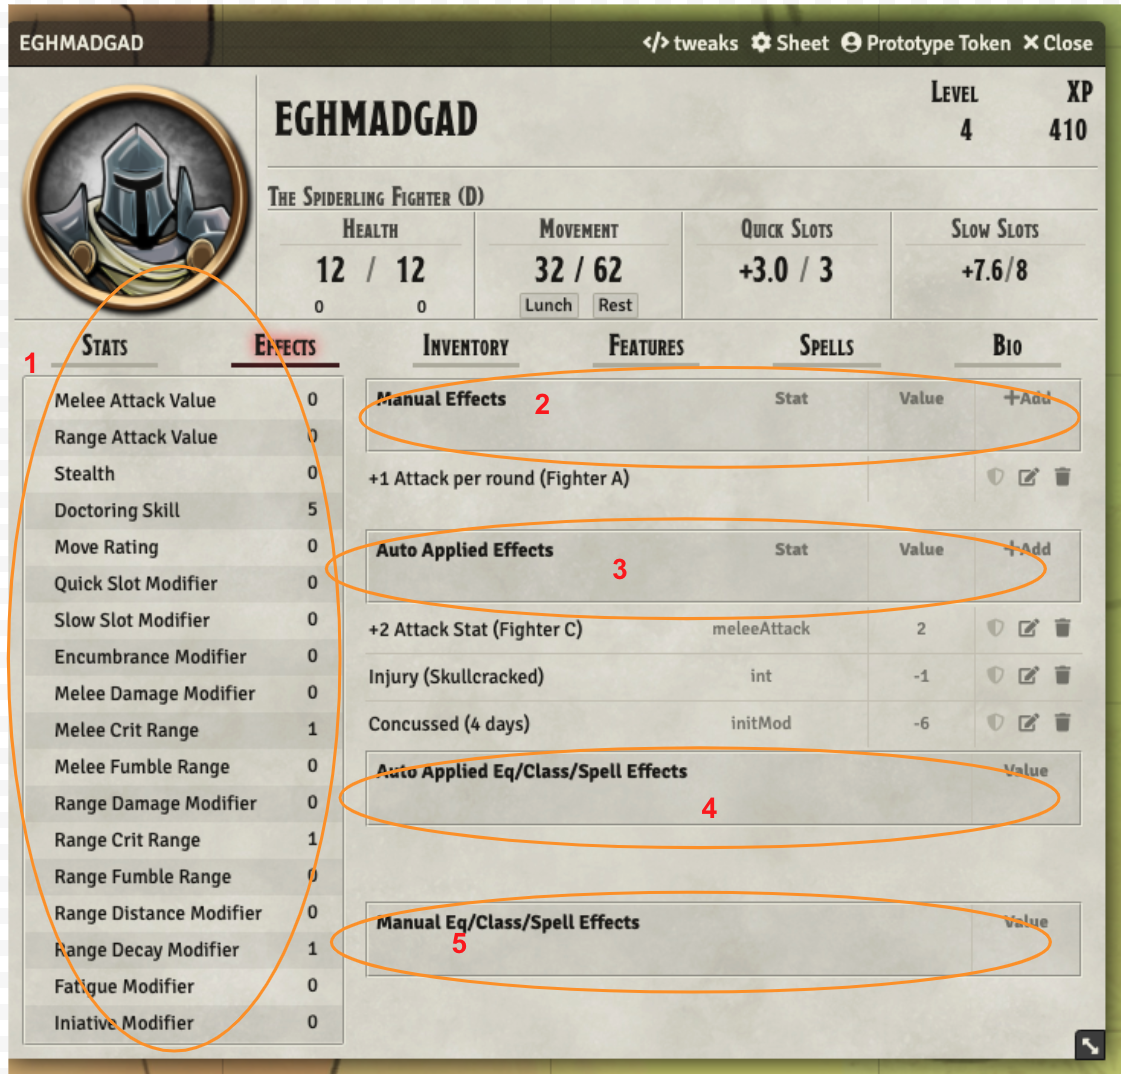 EGHMADGAD
</> tweaks Sheet Prototype Token Close
EGHMADGAD
Level XP
4 410
The Spiderling Fighter (D)
Health Movement Quick Slots Slow Slots
12 / 12 32 / 62 +3.0 / 3 +7.6/8
0 0 Lunch Rest
Stats Effects Inventory Features Spells Bio
1
Melee Attack Value 0
Range Attack Value 0
Stealth 0
Doctoring Skill 5
Move Rating 0
Quick Slot Modifier 0
Slow Slot Modifier 0
Encumbrance Modifier 0
Melee Damage Modifier 0
Melee Crit Range 1
Melee Fumble Range 0
Range Damage Modifier 0
Range Crit Range 1
Range Fumble Range 0
Range Distance Modifier 0
Range Decay Modifier 1
Fatigue Modifier 0
Iniative Modifier 0
Manual Effects 2 Stat Value +Add
+1 Attack per round (Fighter A)
Auto Applied Effects Stat Value +Add
3
+2 Attack Stat (Fighter C) meleeAttack 2
Injury (Skullcracked) int -1
Concussed (4 days) initMod -6
Auto Applied Eq/Class/Spell Effects Value
4
Manual Eq/Class/Spell Effects Value
5